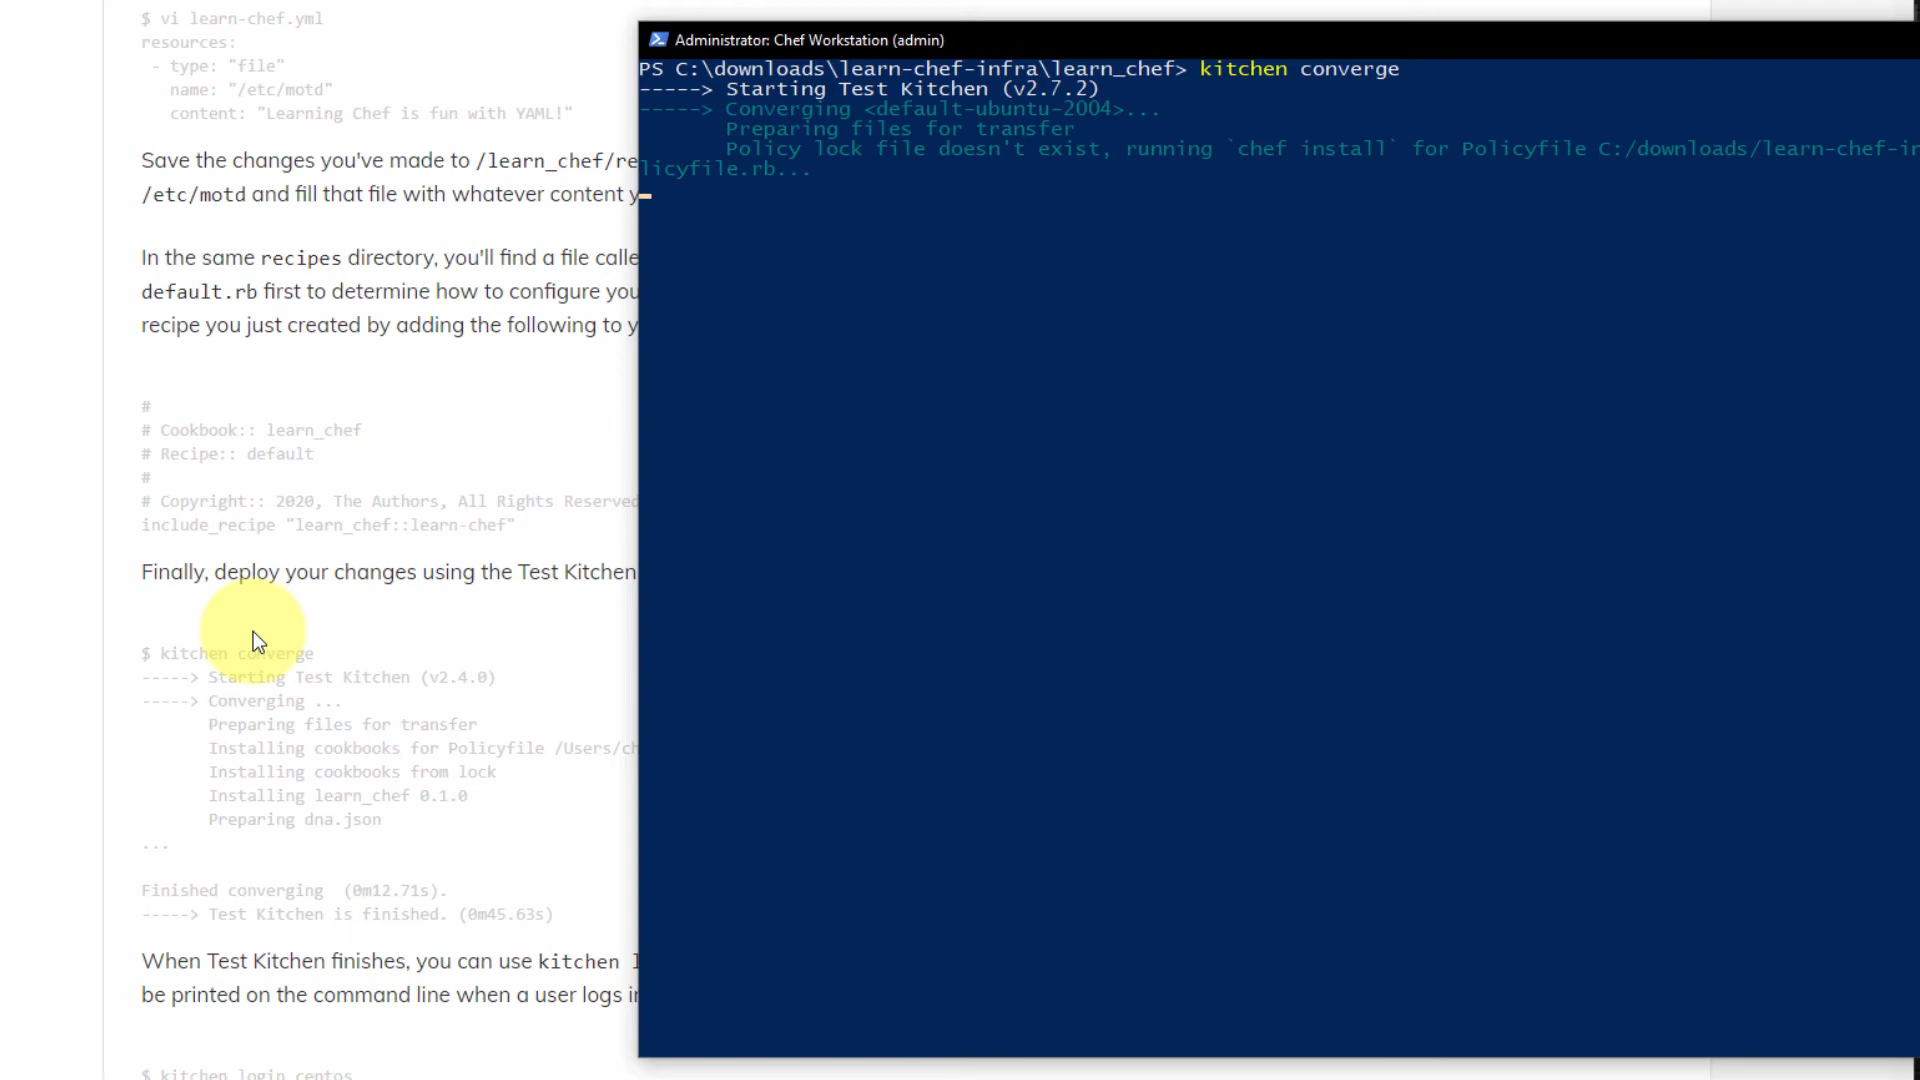 $ vi learn-chef.yml
resources:
- type: "file"
name: "/etc/motd"
content: "Learning Chef is fun with YAML!"
Save the changes you've made to /learn_chef/re
/etc/motd and fill that file with whatever content y
In the same recipes directory, you'll find a file calle
default.rb first to determine how to configure you
recipe you just created by adding the following to y
#
# Cookbook:: learn_chef
# Recipe:: default
#
# Copyright:: 2020, The Authors, All Rights Reserved
include_recipe "learn_chef::learn-chef"
Finally, deploy your changes using the Test Kitchen
$ kitchen converge
-----> Starting Test Kitchen (v2.4.0)
-----> Converging ...
Preparing files for transfer
Installing cookbooks for Policyfile /Users/ch
Installing cookbooks from lock
Installing learn_chef 0.1.0
Preparing dna.json
...
Finished converging (0m12.71s).
-----> Test Kitchen is finished. (0m45.63s)
When Test Kitchen finishes, you can use kitchen l
be printed on the command line when a user logs in
$ kitchen login centos
Administrator: Chef Workstation (admin)
PS C:\downloads\learn-chef-infra\learn_chef> kitchen converge
-----> Starting Test Kitchen (v2.7.2)
-----> Converging <default-ubuntu-2004>...
Preparing files for transfer
Policy lock file doesn't exist, running `chef install` for Policyfile C:/downloads/learn-chef-in
licyfile.rb...